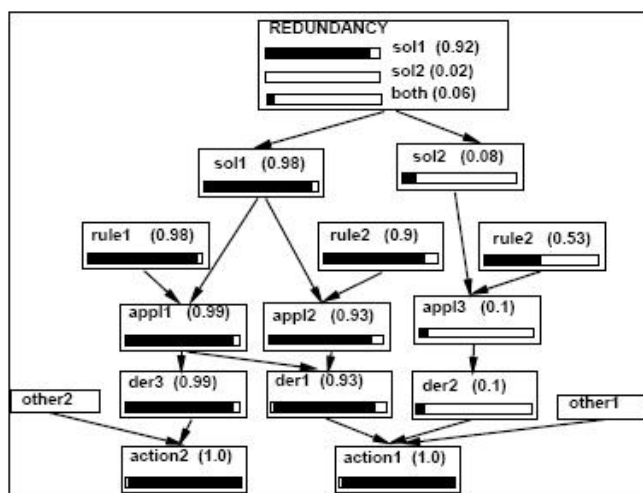 REDUNDANCY
sol1 (0.92)
sol2 (0.02)
both (0.06)
sol1 (0.98)
sol2 (0.08)
rule1 (0.98)
rule2 (0.9)
rule2 (0.53)
appl1 (0.99)
appl2 (0.93)
appl3 (0.1)
other2
der3 (0.99)
der1 (0.93)
der2 (0.1)
other1
action2 (1.0)
action1 (1.0)